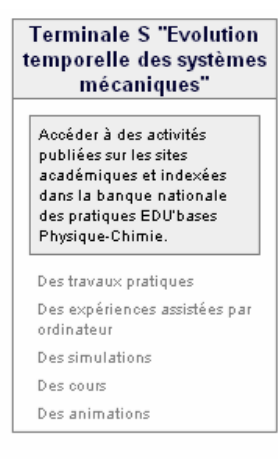 Terminale S "Evolution
temporelle des systèmes
mécaniques"
Accéder à des activités
publiées sur les sites
académiques et indexées
dans la banque nationale
des pratiques EDU'bases
Physique-Chimie.
Des travaux pratiques
Des expériences assistées par
ordinateur
Des simulations
Des cours
Des animations